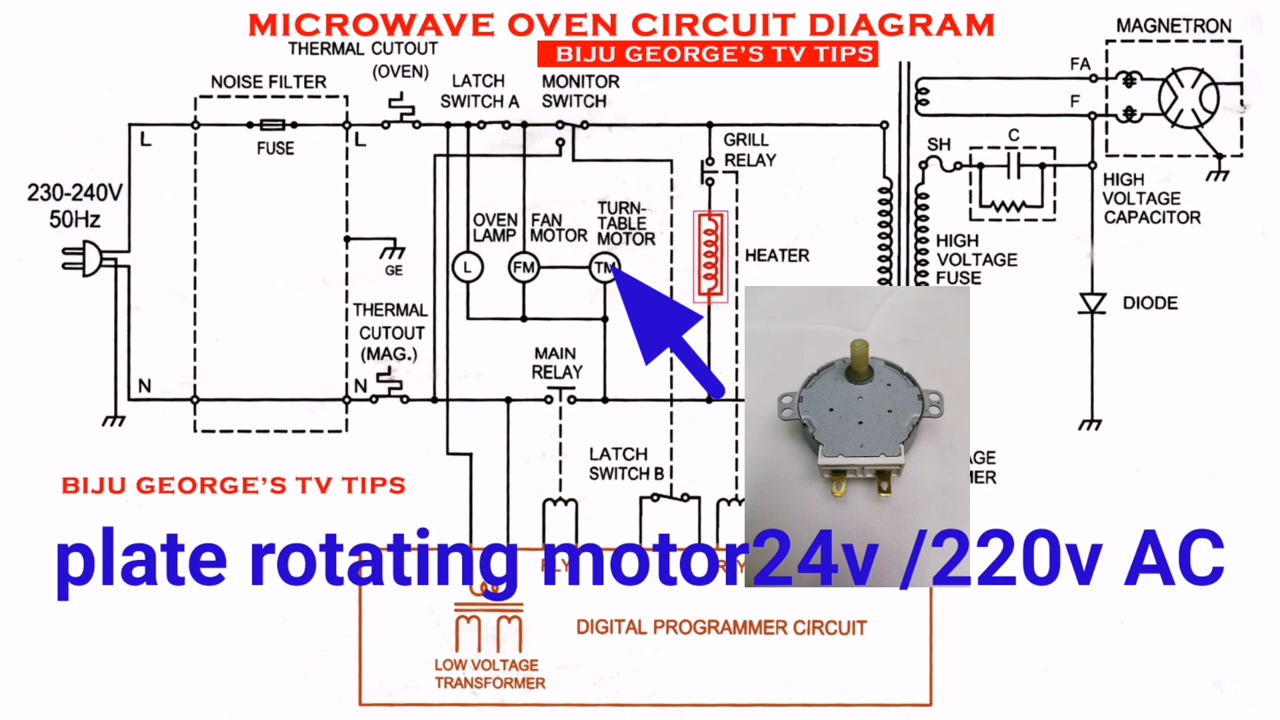 MICROWAVE OVEN CIRCUIT DIAGRAM
BIJU GEORGE'S TV TIPS
THERMAL CUTOUT
(OVEN)
NOISE FILTER
LATCH
SWITCH A
MONITOR
SWITCH
MAGNETRON
FA
F
L
FUSE
L
GRILL
RELAY
SH
C
230-240V
50Hz
HIGH
VOLTAGE
CAPACITOR
OVEN
LAMP
FAN
MOTOR
TURN-
TABLE
MOTOR
GE
L
FM
TM
HEATER
HIGH
VOLTAGE
FUSE
DIODE
THERMAL
CUTOUT
(MAG.)
MAIN
RELAY
N
N
LATCH
SWITCH B
BIJU GEORGE'S TV TIPS
plate rotating motor24v /220v AC
DIGITAL PROGRAMMER CIRCUIT
LOW VOLTAGE
TRANSFORMER